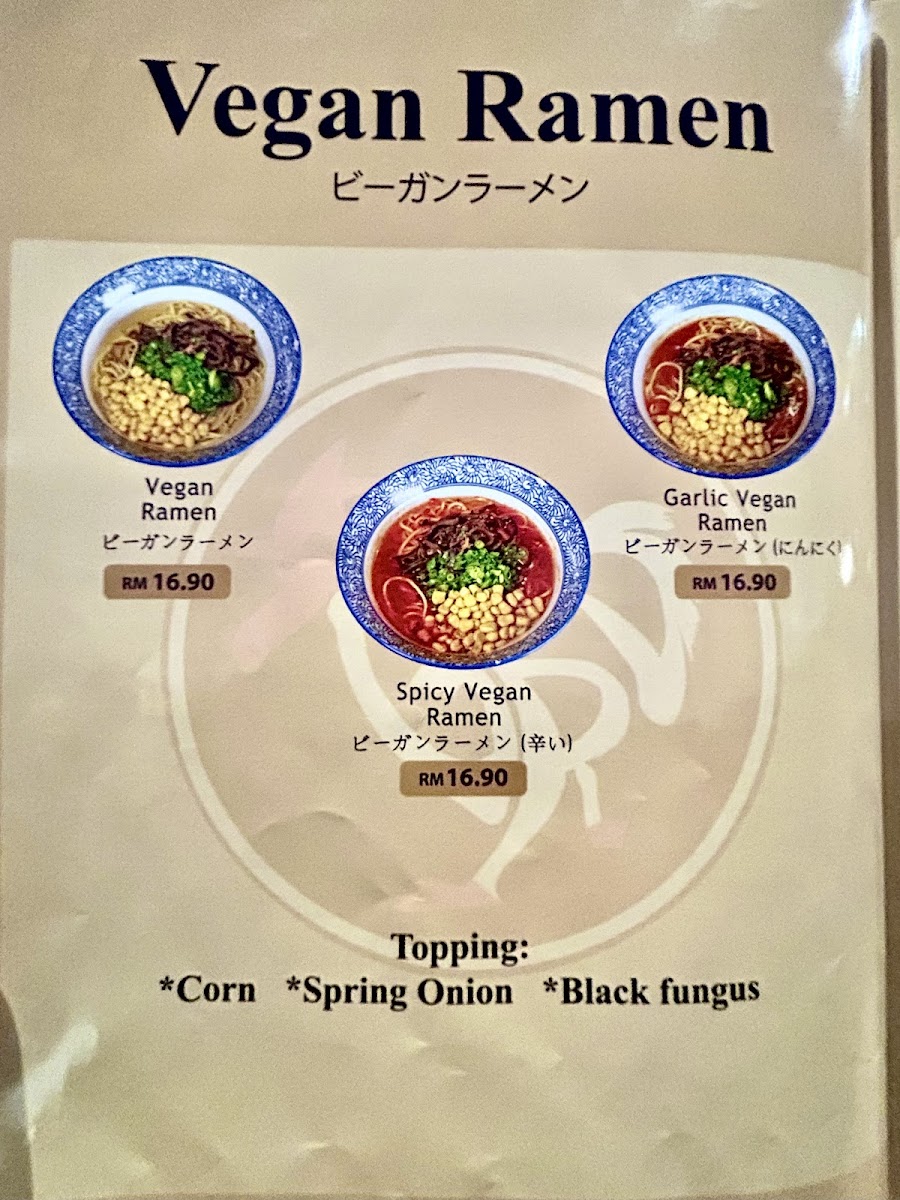 Vegan Ramen
ビーガンラーメン
Vegan
Ramen
ビーガンラーメン
RM 16.90
Garlic Vegan
Ramen
ビーガンラーメン (にんにく)
RM 16.90
Spicy Vegan
Ramen
ビーガンラーメン (辛い)
RM 16.90
Topping:
*Corn *Spring Onion *Black fungus